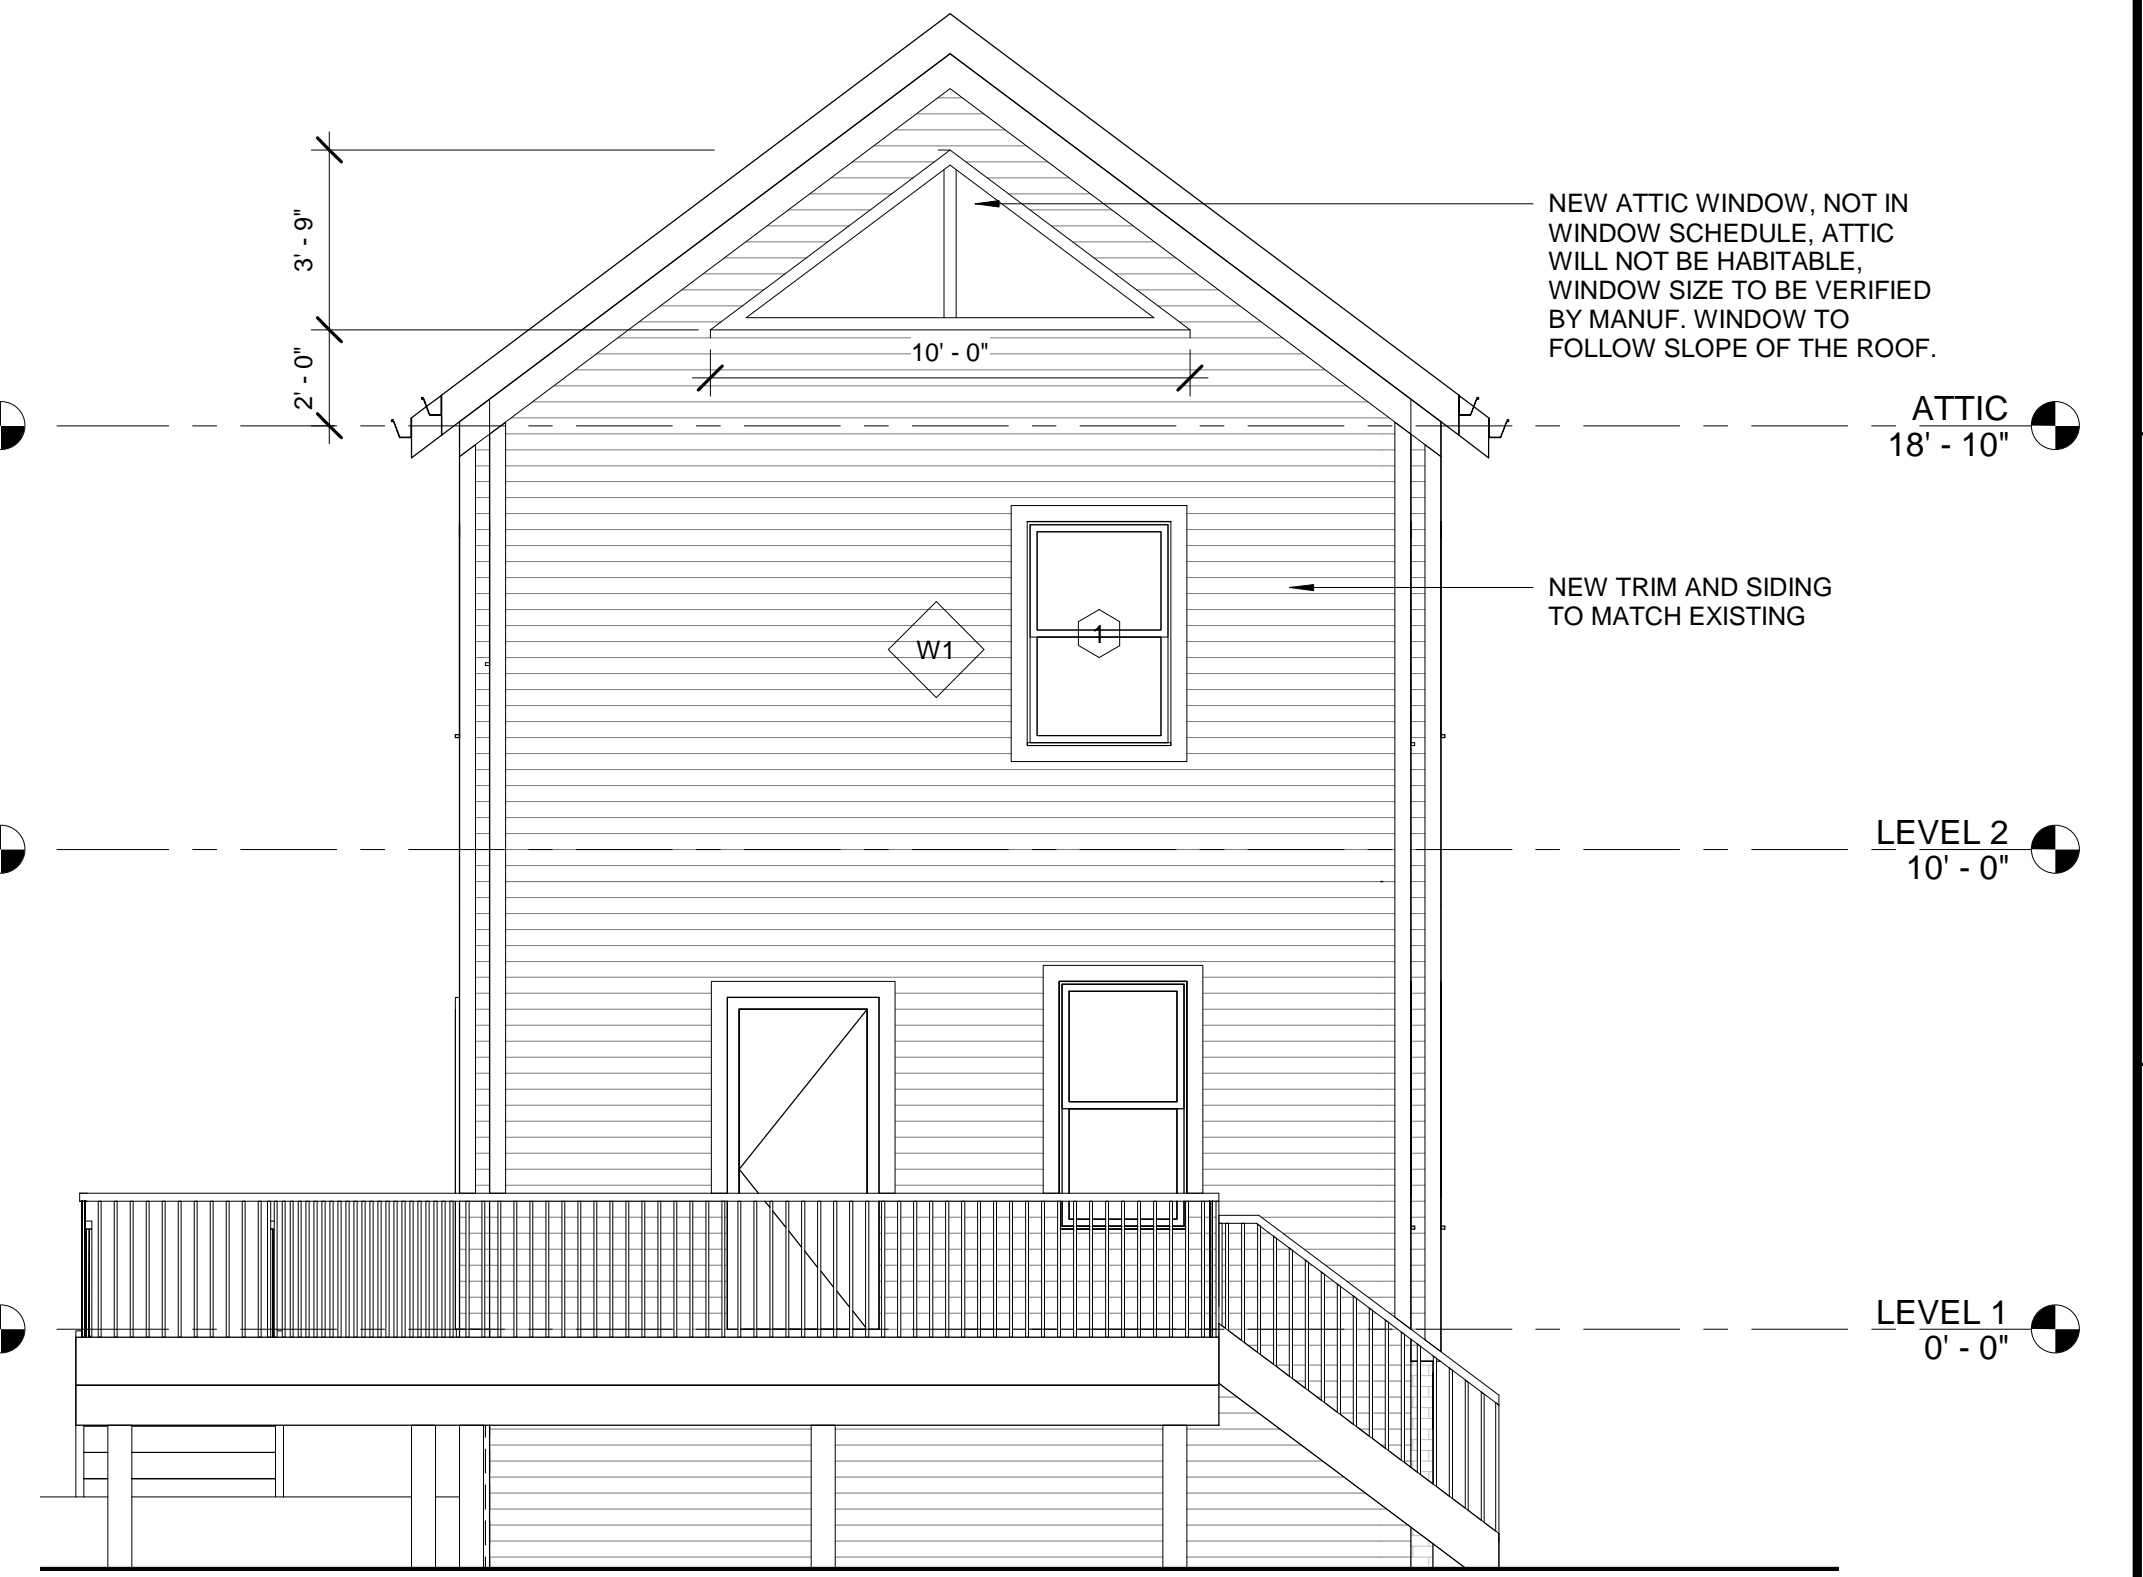 3' - 9"
2' - 0"
10' - 0"
NEW ATTIC WINDOW, NOT IN
WINDOW SCHEDULE, ATTIC
WILL NOT BE HABITABLE,
WINDOW SIZE TO BE VERIFIED
BY MANUF. WINDOW TO
FOLLOW SLOPE OF THE ROOF.
ATTIC
18' - 10"
NEW TRIM AND SIDING
TO MATCH EXISTING
W1
1
LEVEL 2
10' - 0"
LEVEL 1
0' - 0"